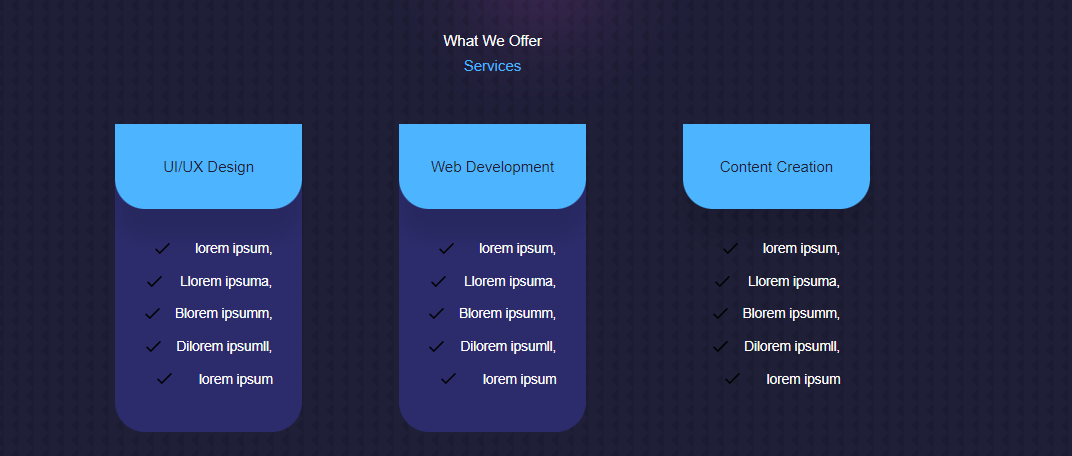 What We Offer
Services
UI/UX Design
lorem ipsum,
Llorem ipsuma,
Blorem ipsumm,
Dilorem ipsumll,
lorem ipsum
Web Development
lorem ipsum,
Llorem ipsuma,
Blorem ipsumm,
Dilorem ipsumll,
lorem ipsum
Content Creation
lorem ipsum,
Llorem ipsuma,
Blorem ipsumm,
Dilorem ipsumll,
lorem ipsum